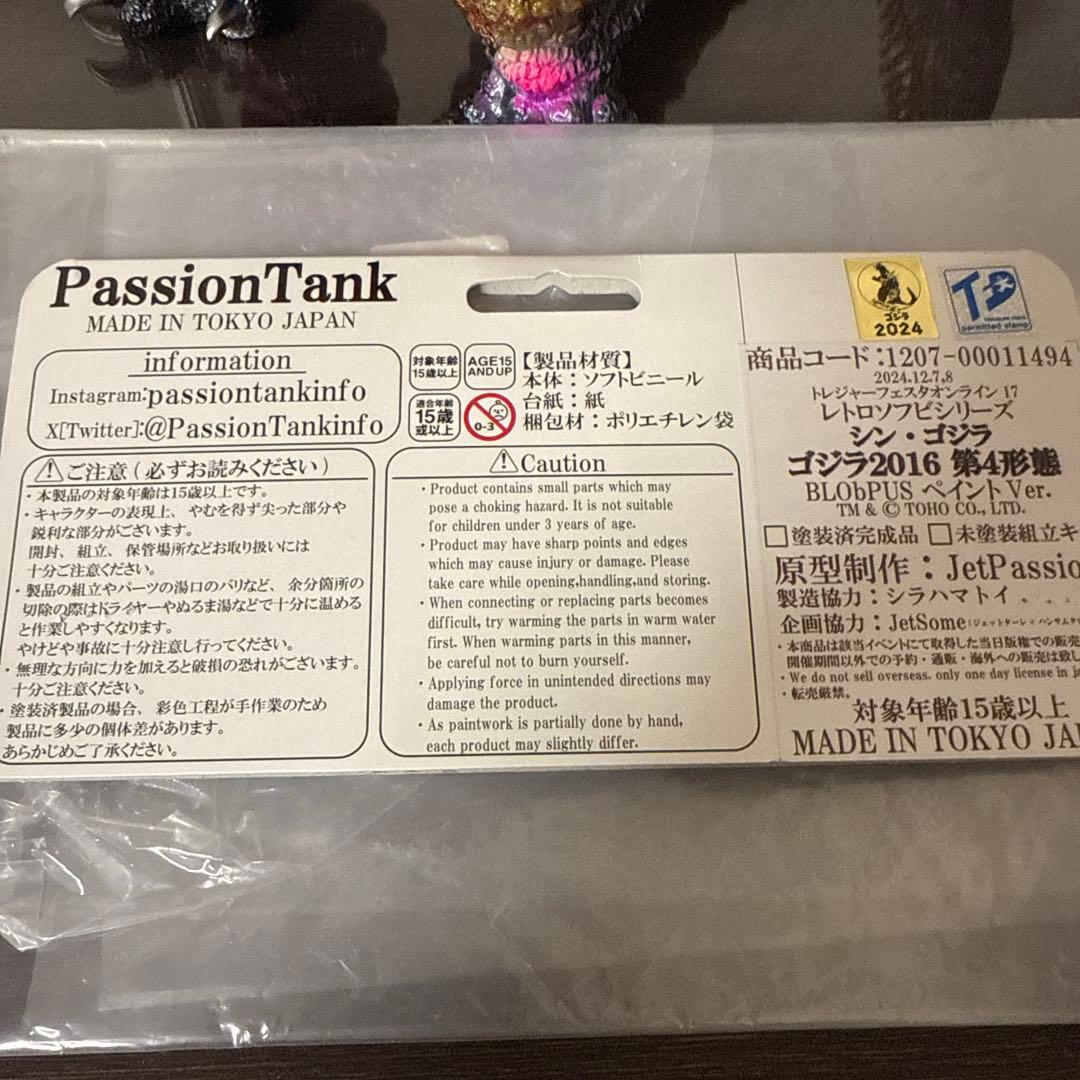 PassionTank
MADE IN TOKYO JAPAN
information
Instagram:passiontankinfo
X[Twitter]:@PassionTankinfo
対象年齢
15歳以上
AGE15
AND UP
適合年齢
15歳
或以上
0-3
【製品材質】
本体：ソフトビニール
台紙：紙
梱包材：ポリエチレン袋
⚠ご注意(必ずお読みください)
・本製品の対象年齢は15歳以上です。
・キャラクターの表現上、やむを得ず尖った部分や
鋭利な部分がございます。
開封、組立、保管場所などお取り扱いには
十分ご注意ください。
・製品の組立やパーツの湯口のバリなど、余分箇所の
切除の際はドライヤーやぬるま湯などで十分に温める
と作業しやすくなります。
やけどや事故に十分注意し行ってください。
・無理な方向に力を加えると破損の恐れがございます。
十分ご注意ください。
・塗装済製品の場合、彩色工程が手作業のため
製品に多少の個体差があります。
あらかじめご了承ください。
⚠Caution
・Product contains small parts which may
pose a choking hazard. It is not suitable
for children under 3 years of age.
・Product may have sharp points and edges
which may cause injury or damage. Please
take care while opening,handling,and storing.
・When connecting or replacing parts becomes
difficult, try warming the parts in warm water
first. When warming parts in this manner,
be careful not to burn yourself.
・Applying force in unintended directions may
damage the product.
・As paintwork is partially done by hand,
each product may slightly differ.
ゴジラ
2024
permitted stamp
商品コード:1207-00011494
2024.12.7,8
トレジャーフェスタオンライン 17
レトロソフビシリーズ
シン・ゴジラ
ゴジラ2016 第4形態
BLObPUS ペイントVer.
TM & © TOHO CO., LTD.
□塗装済完成品 □未塗装組立キ
原型制作：JetPassio
製造協力：シラハマトイ
企画協力：JetSome
・本商品は該当イベントにて取得した当日版権での販売
開催期間以外での予約・通販・海外への販売は致し
・We do not sell overseas. only one day license in
・転売厳禁。
対象年齢15歳以上
MADE IN TOKYO JA